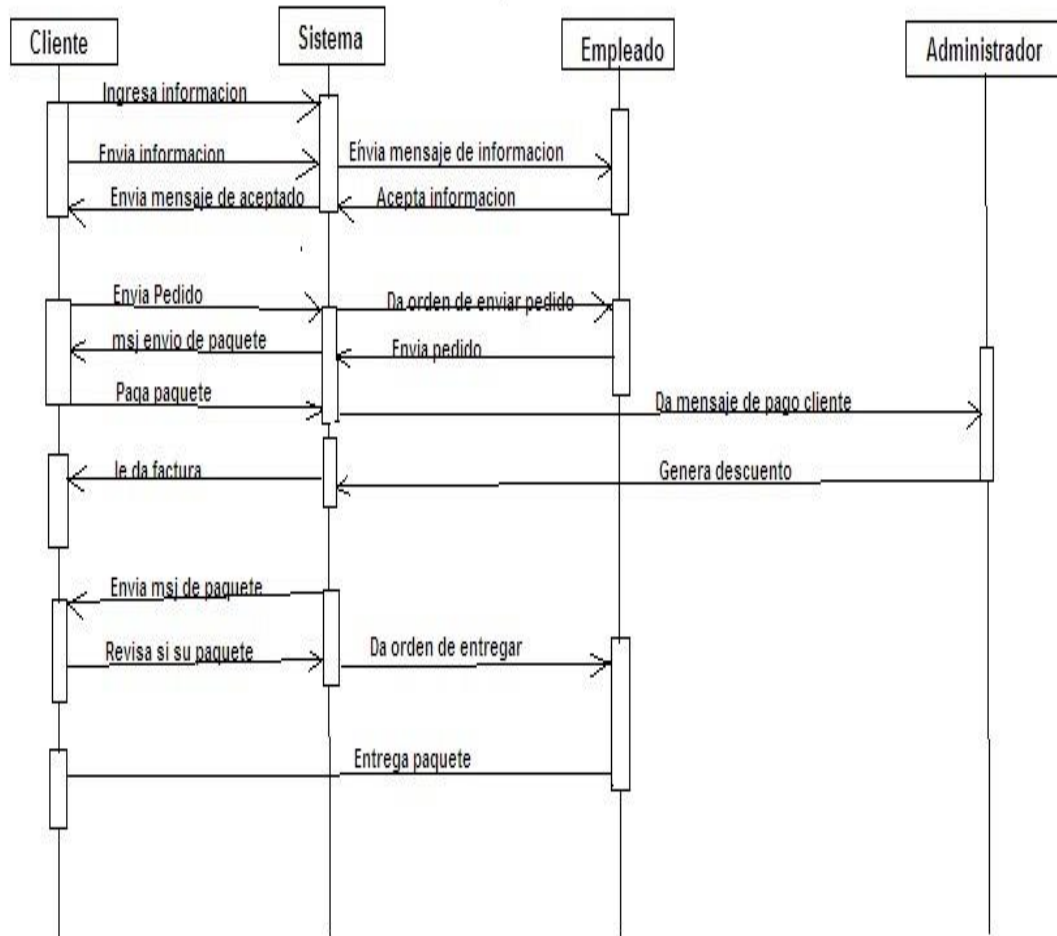 Cliente
Sistema
Empleado
Administrador
Ingresa informacion
Envia informacion
Envia mensaje de informacion
Envia mensaje de aceptado
Acepta informacion
Envia Pedido
Da orden de enviar pedido
msj envio de paquete
Envia pedido
Paga paquete
Da mensaje de pago cliente
le da factura
Genera descuento
Envia msj de paquete
Revisa si su paquete
Da orden de entregar
Entrega paquete